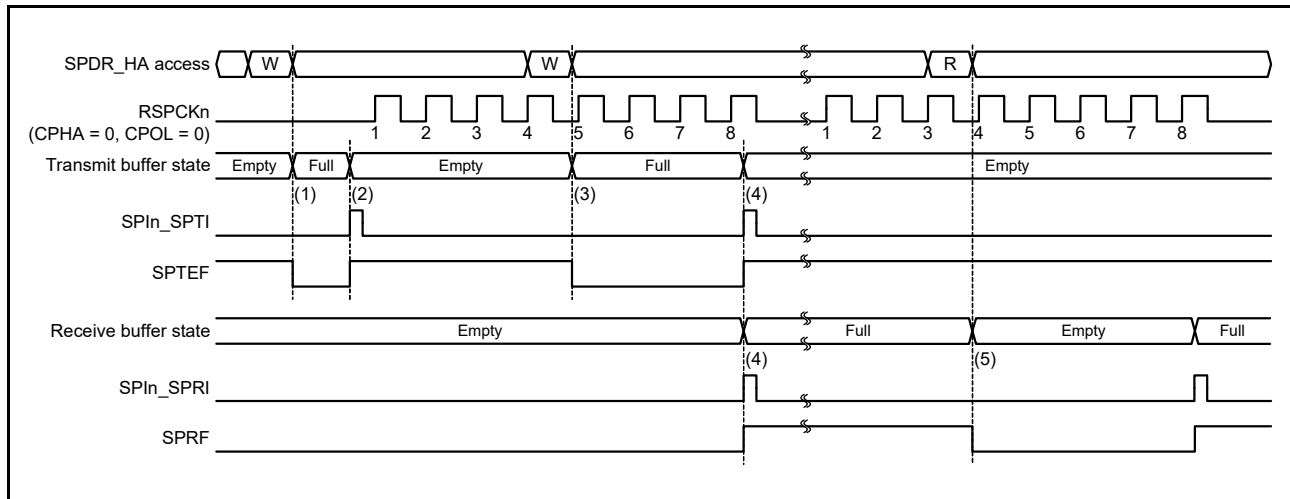 SPDR_HA access W W R
RSPCKn
(CPHA = 0, CPOL = 0)
1 2 3 4 5 6 7 8 1 2 3 4 5 6 7 8
Transmit buffer state Empty Full Empty Full Empty
(1) (2) (3) (4)
SPIn_SPTI
SPTEF
Receive buffer state Empty Full Empty Full
(4) (5)
SPIn_SPRI
SPRF